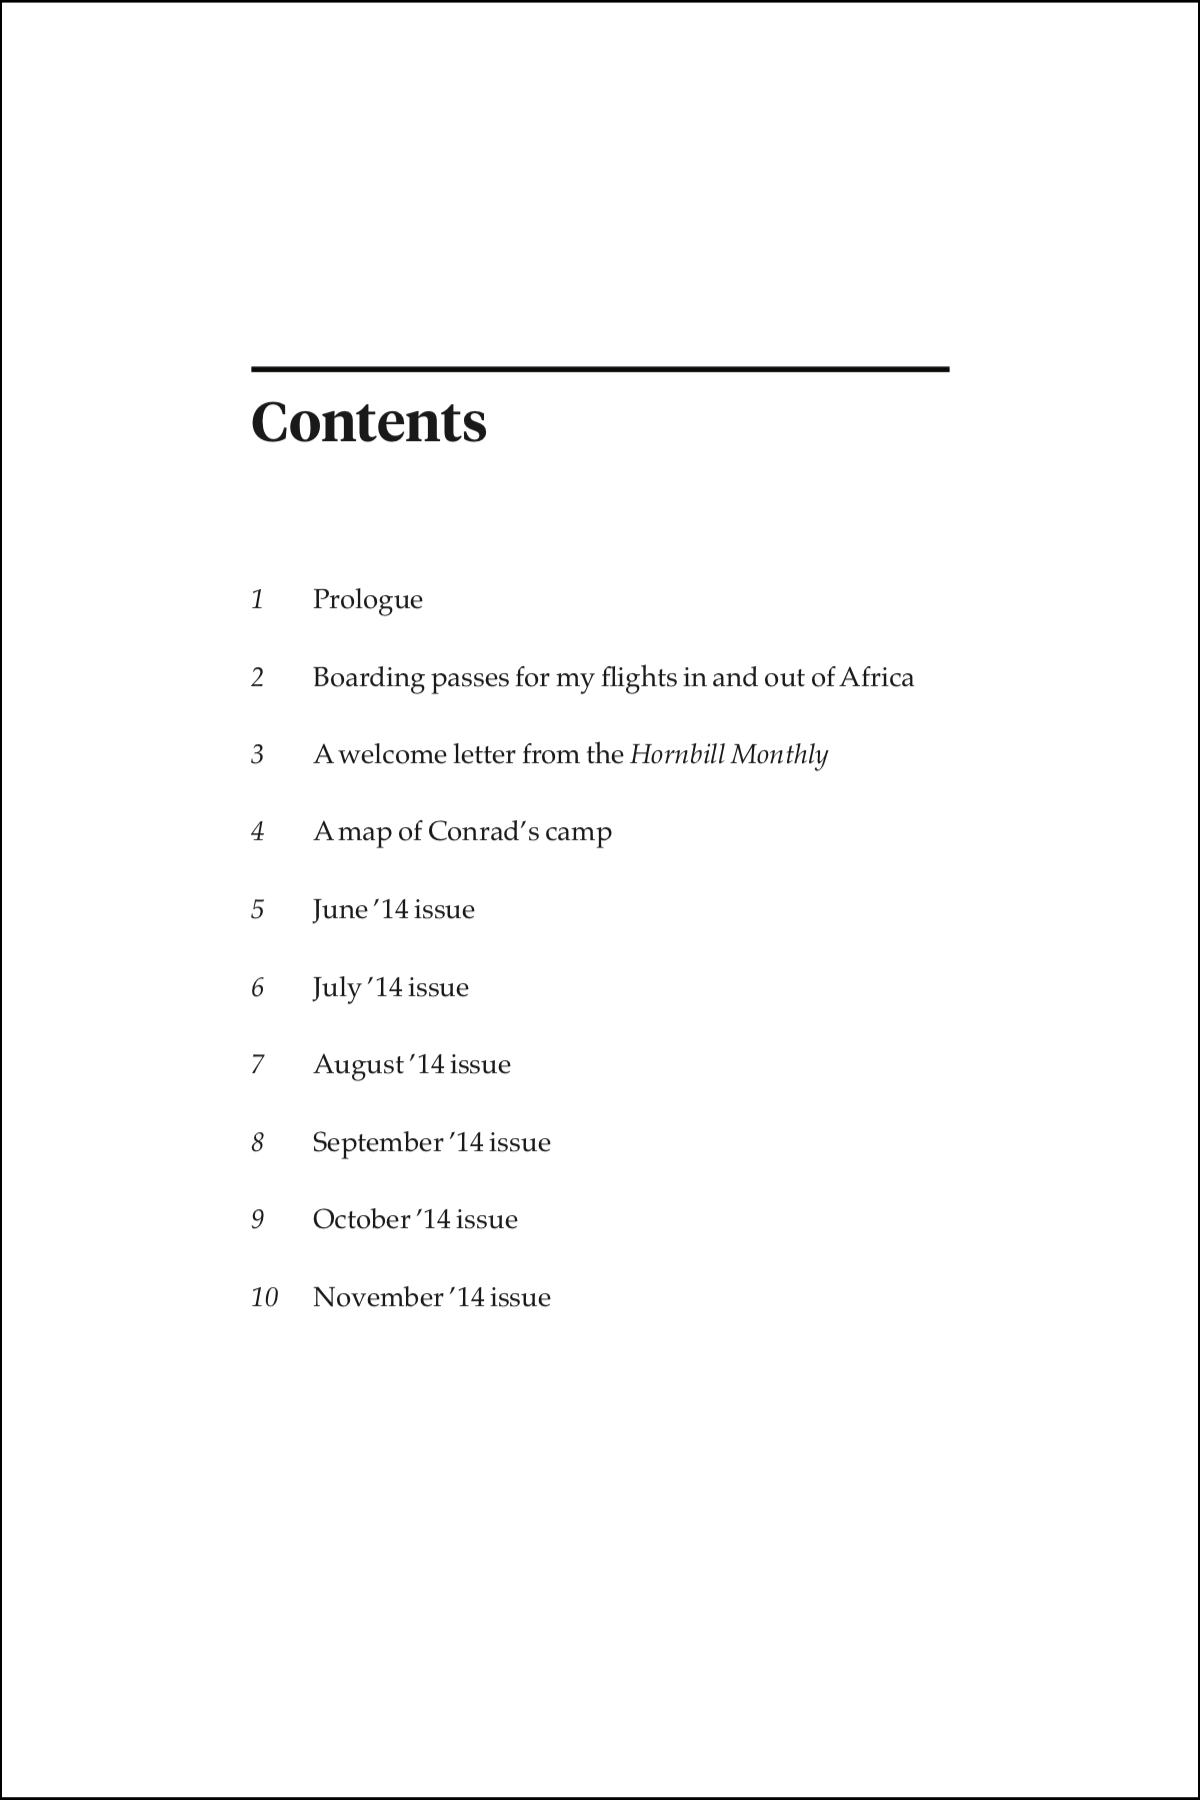 Contents
1 Prologue
2 Boarding passes for my flights in and out of Africa
3 A welcome letter from the Hornbill Monthly
4 A map of Conrad’s camp
5 June ’14 issue
6 July ’14 issue
7 August ’14 issue
8 September ’14 issue
9 October ’14 issue
10 November ’14 issue